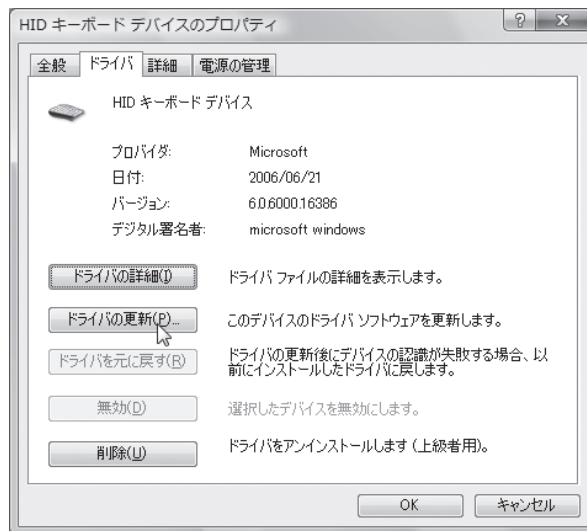 HID キーボード デバイスのプロパティ
全般 ドライバ 詳細 電源の管理
HID キーボード デバイス
プロバイダ: Microsoft
日付: 2006/06/21
バージョン: 6.0.6000.16386
デジタル署名者: microsoft windows
ドライバの詳細(I) ドライバ ファイルの詳細を表示します。
ドライバの更新(P)... このデバイスのドライバ ソフトウェアを更新します。
ドライバを元に戻す(R) ドライバの更新後にデバイスの認識が失敗する場合、以
前にインストールしたドライバに戻します。
無効(D) 選択したデバイスを無効にします。
削除(U) ドライバをアンインストールします (上級者用)。
OK キャンセル